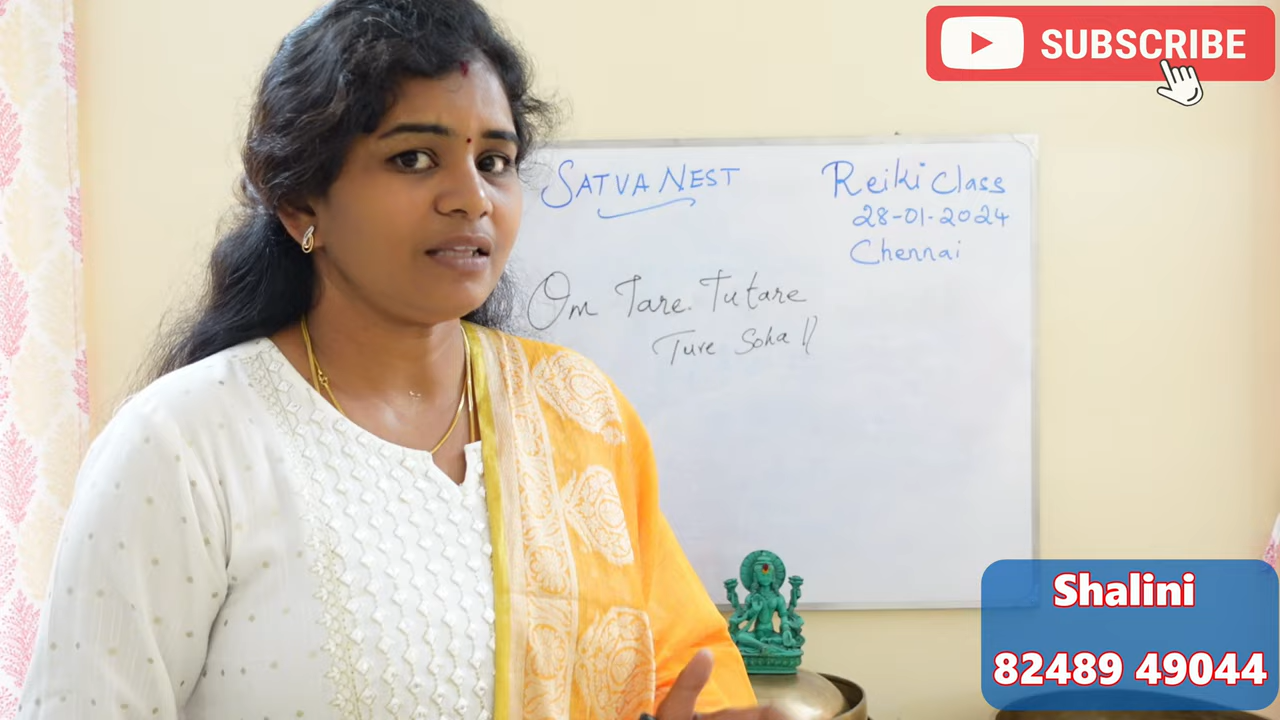 SUBSCRIBE
SATVA NEST
Reiki Class
28-01-2024
Chennai
Om Tare Tutare
Ture Soha ||
Shalini
82489 49044